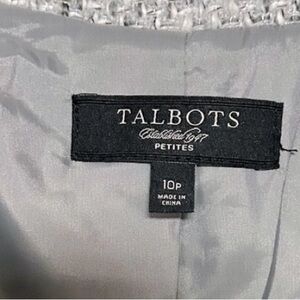 TALBOTS
Established 1947
PETITES
10P
MADE IN
CHINA